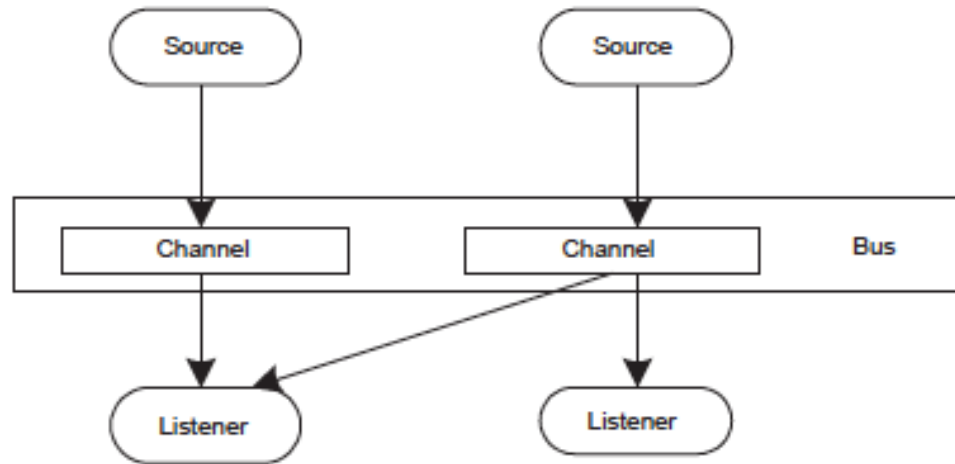 Source
Source
Channel
Channel
Bus
Listener
Listener